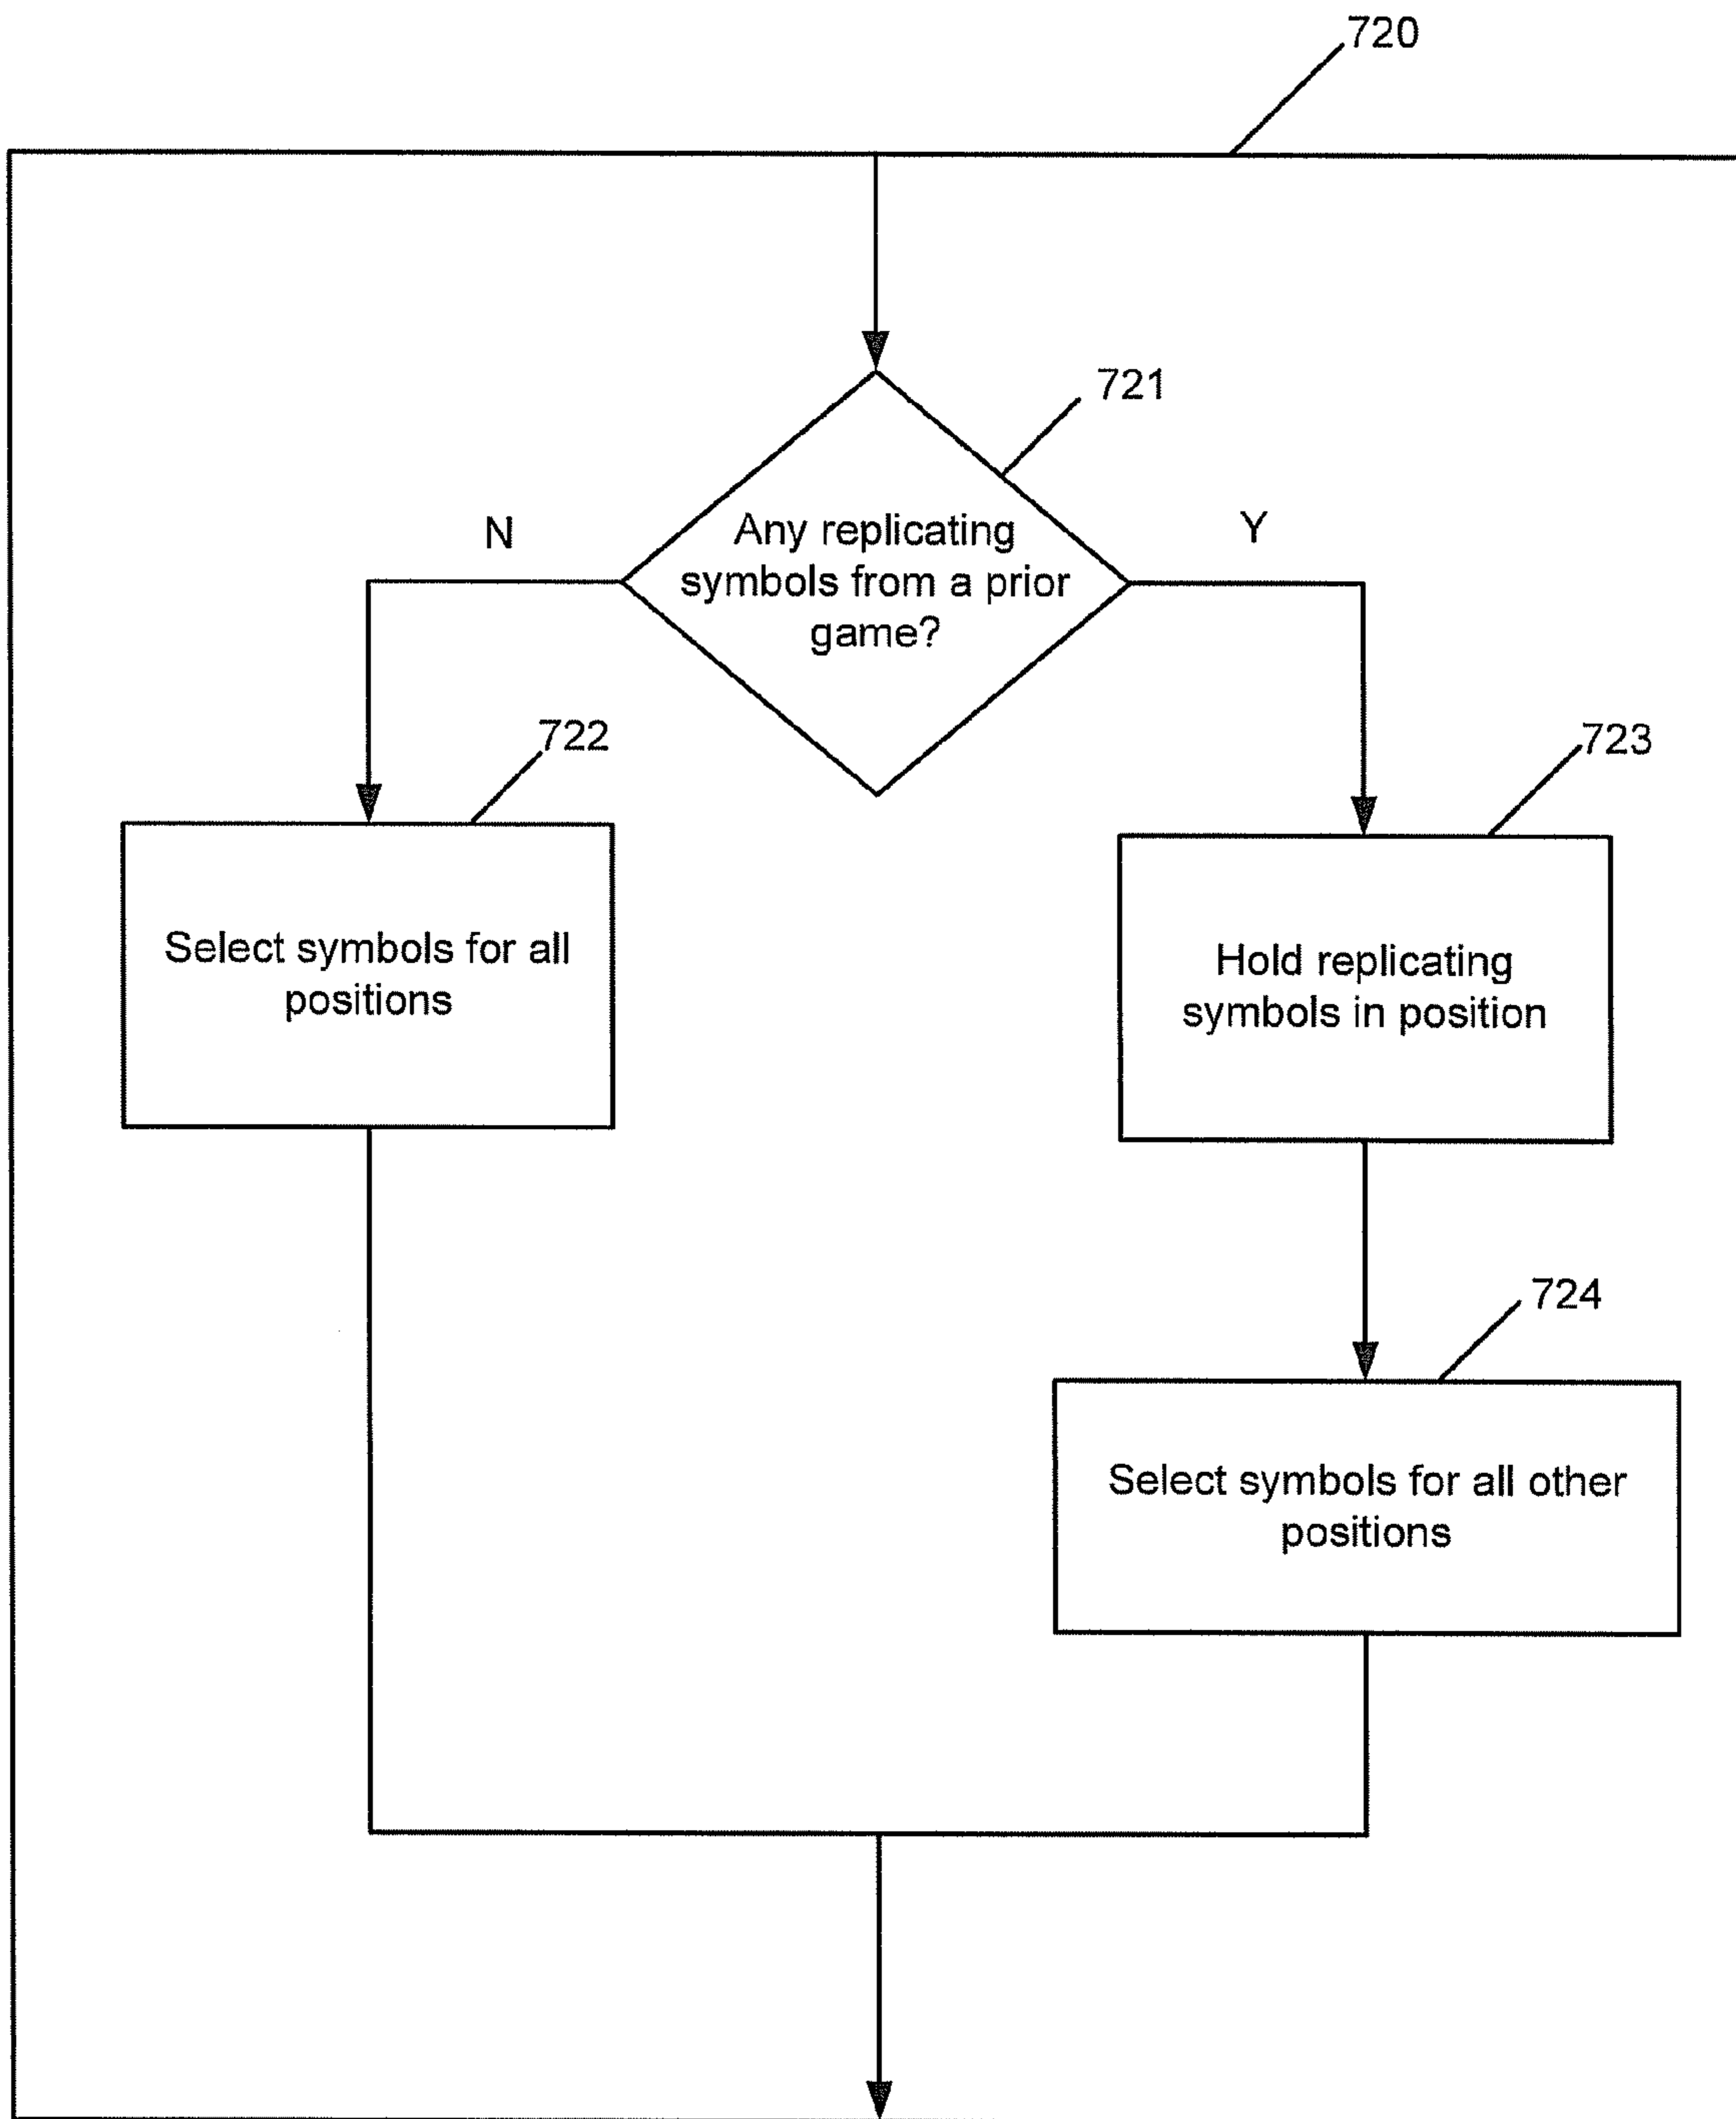 720
721
N
Y
Any replicating
symbols from a prior
game?
722
723
Select symbols for all
positions
Hold replicating
symbols in position
724
Select symbols for all other
positions